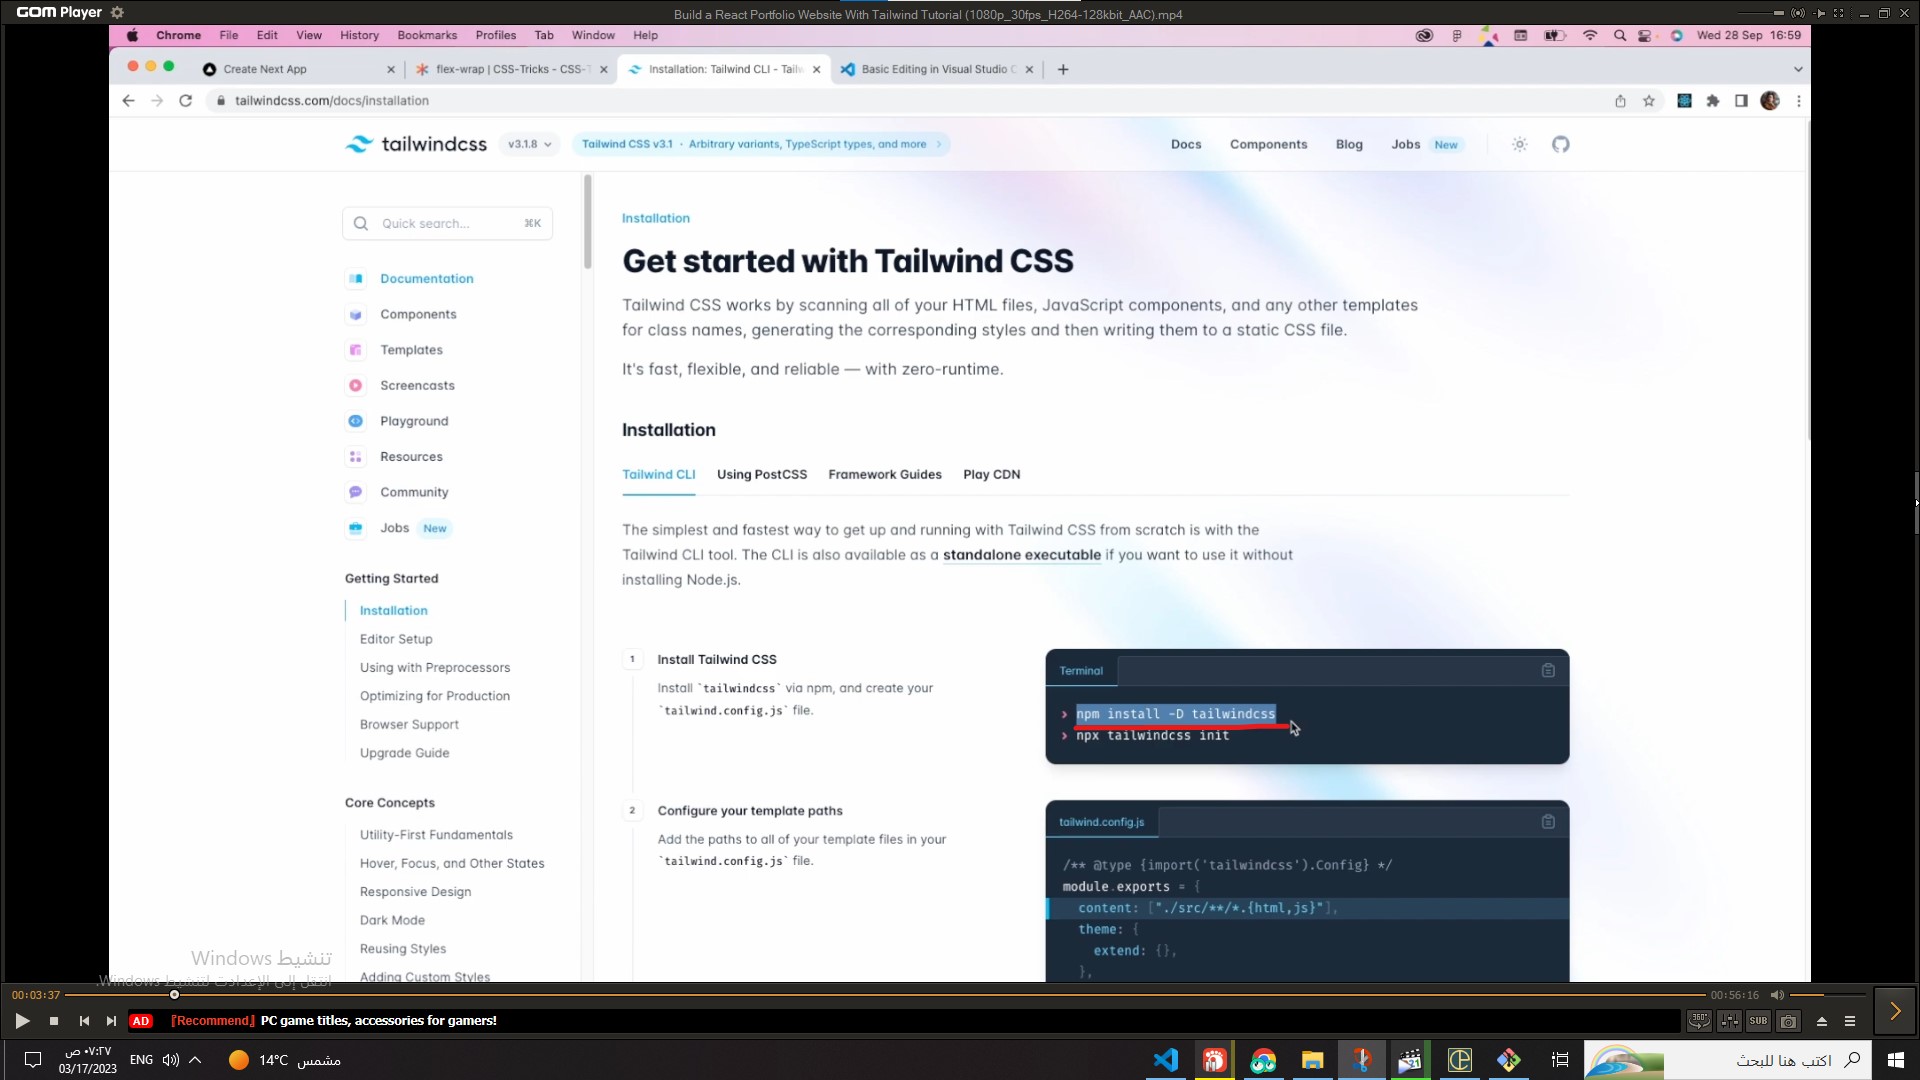 GOM Player
Build a React Portfolio Website With Tailwind Tutorial (1080p_30fps_H264-128kbit_AAC).mp4
Chrome File Edit View History Bookmarks Profiles Tab Window Help
Wed 28 Sep 16:59
Create Next App
flex-wrap | CSS-Tricks - CSS-T
Installation: Tailwind CLI - Tailw
Basic Editing in Visual Studio C
tailwindcss.com/docs/installation
tailwindcss
v3.1.8
Tailwind CSS v3.1 · Arbitrary variants, TypeScript types, and more
Docs Components Blog Jobs New
Quick search... ⌘K
Documentation
Components
Templates
Screencasts
Playground
Resources
Community
Jobs New
Getting Started
Installation
Editor Setup
Using with Preprocessors
Optimizing for Production
Browser Support
Upgrade Guide
Core Concepts
Utility-First Fundamentals
Hover, Focus, and Other States
Responsive Design
Dark Mode
Reusing Styles
Adding Custom Styles
Installation
Get started with Tailwind CSS
Tailwind CSS works by scanning all of your HTML files, JavaScript components, and any other templates
for class names, generating the corresponding styles and then writing them to a static CSS file.
It's fast, flexible, and reliable — with zero-runtime.
Installation
Tailwind CLI Using PostCSS Framework Guides Play CDN
The simplest and fastest way to get up and running with Tailwind CSS from scratch is with the
Tailwind CLI tool. The CLI is also available as a standalone executable if you want to use it without
installing Node.js.
1 Install Tailwind CSS
Install `tailwindcss` via npm, and create your
`tailwind.config.js` file.
Terminal
> npm install -D tailwindcss
> npx tailwindcss init
2 Configure your template paths
Add the paths to all of your template files in your
`tailwind.config.js` file.
tailwind.config.js
/** @type {import('tailwindcss').Config} */
module.exports = {
content: ["./src/**/*.{html,js}"],
theme: {
extend: {},
},
تنشيط Windows
انتقل إلى الإعدادات لتنشيط Windows.
00:03:37
00:56:16
AD 『Recommend』 PC game titles, accessories for gamers!
360°
SUB
٠٧:٢٧ ص
03/17/2023
ENG
14°C مشمس
21
اكتب هنا للبحث